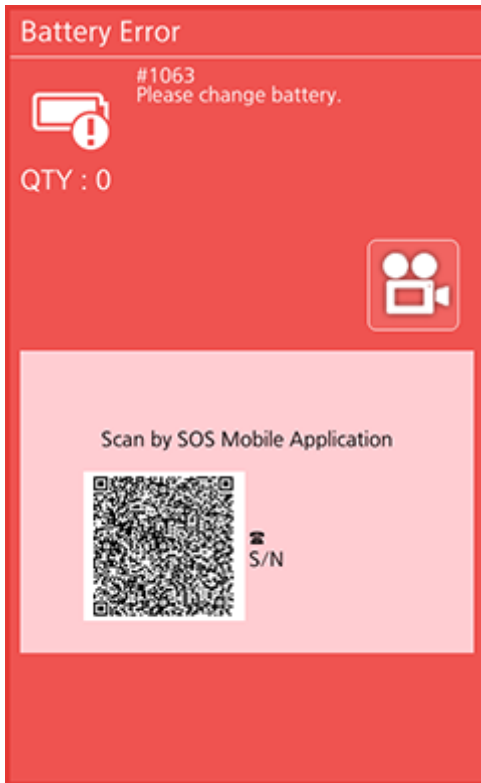 Battery Error
#1063
Please change battery.
QTY : 0
Scan by SOS Mobile Application
☎
S/N